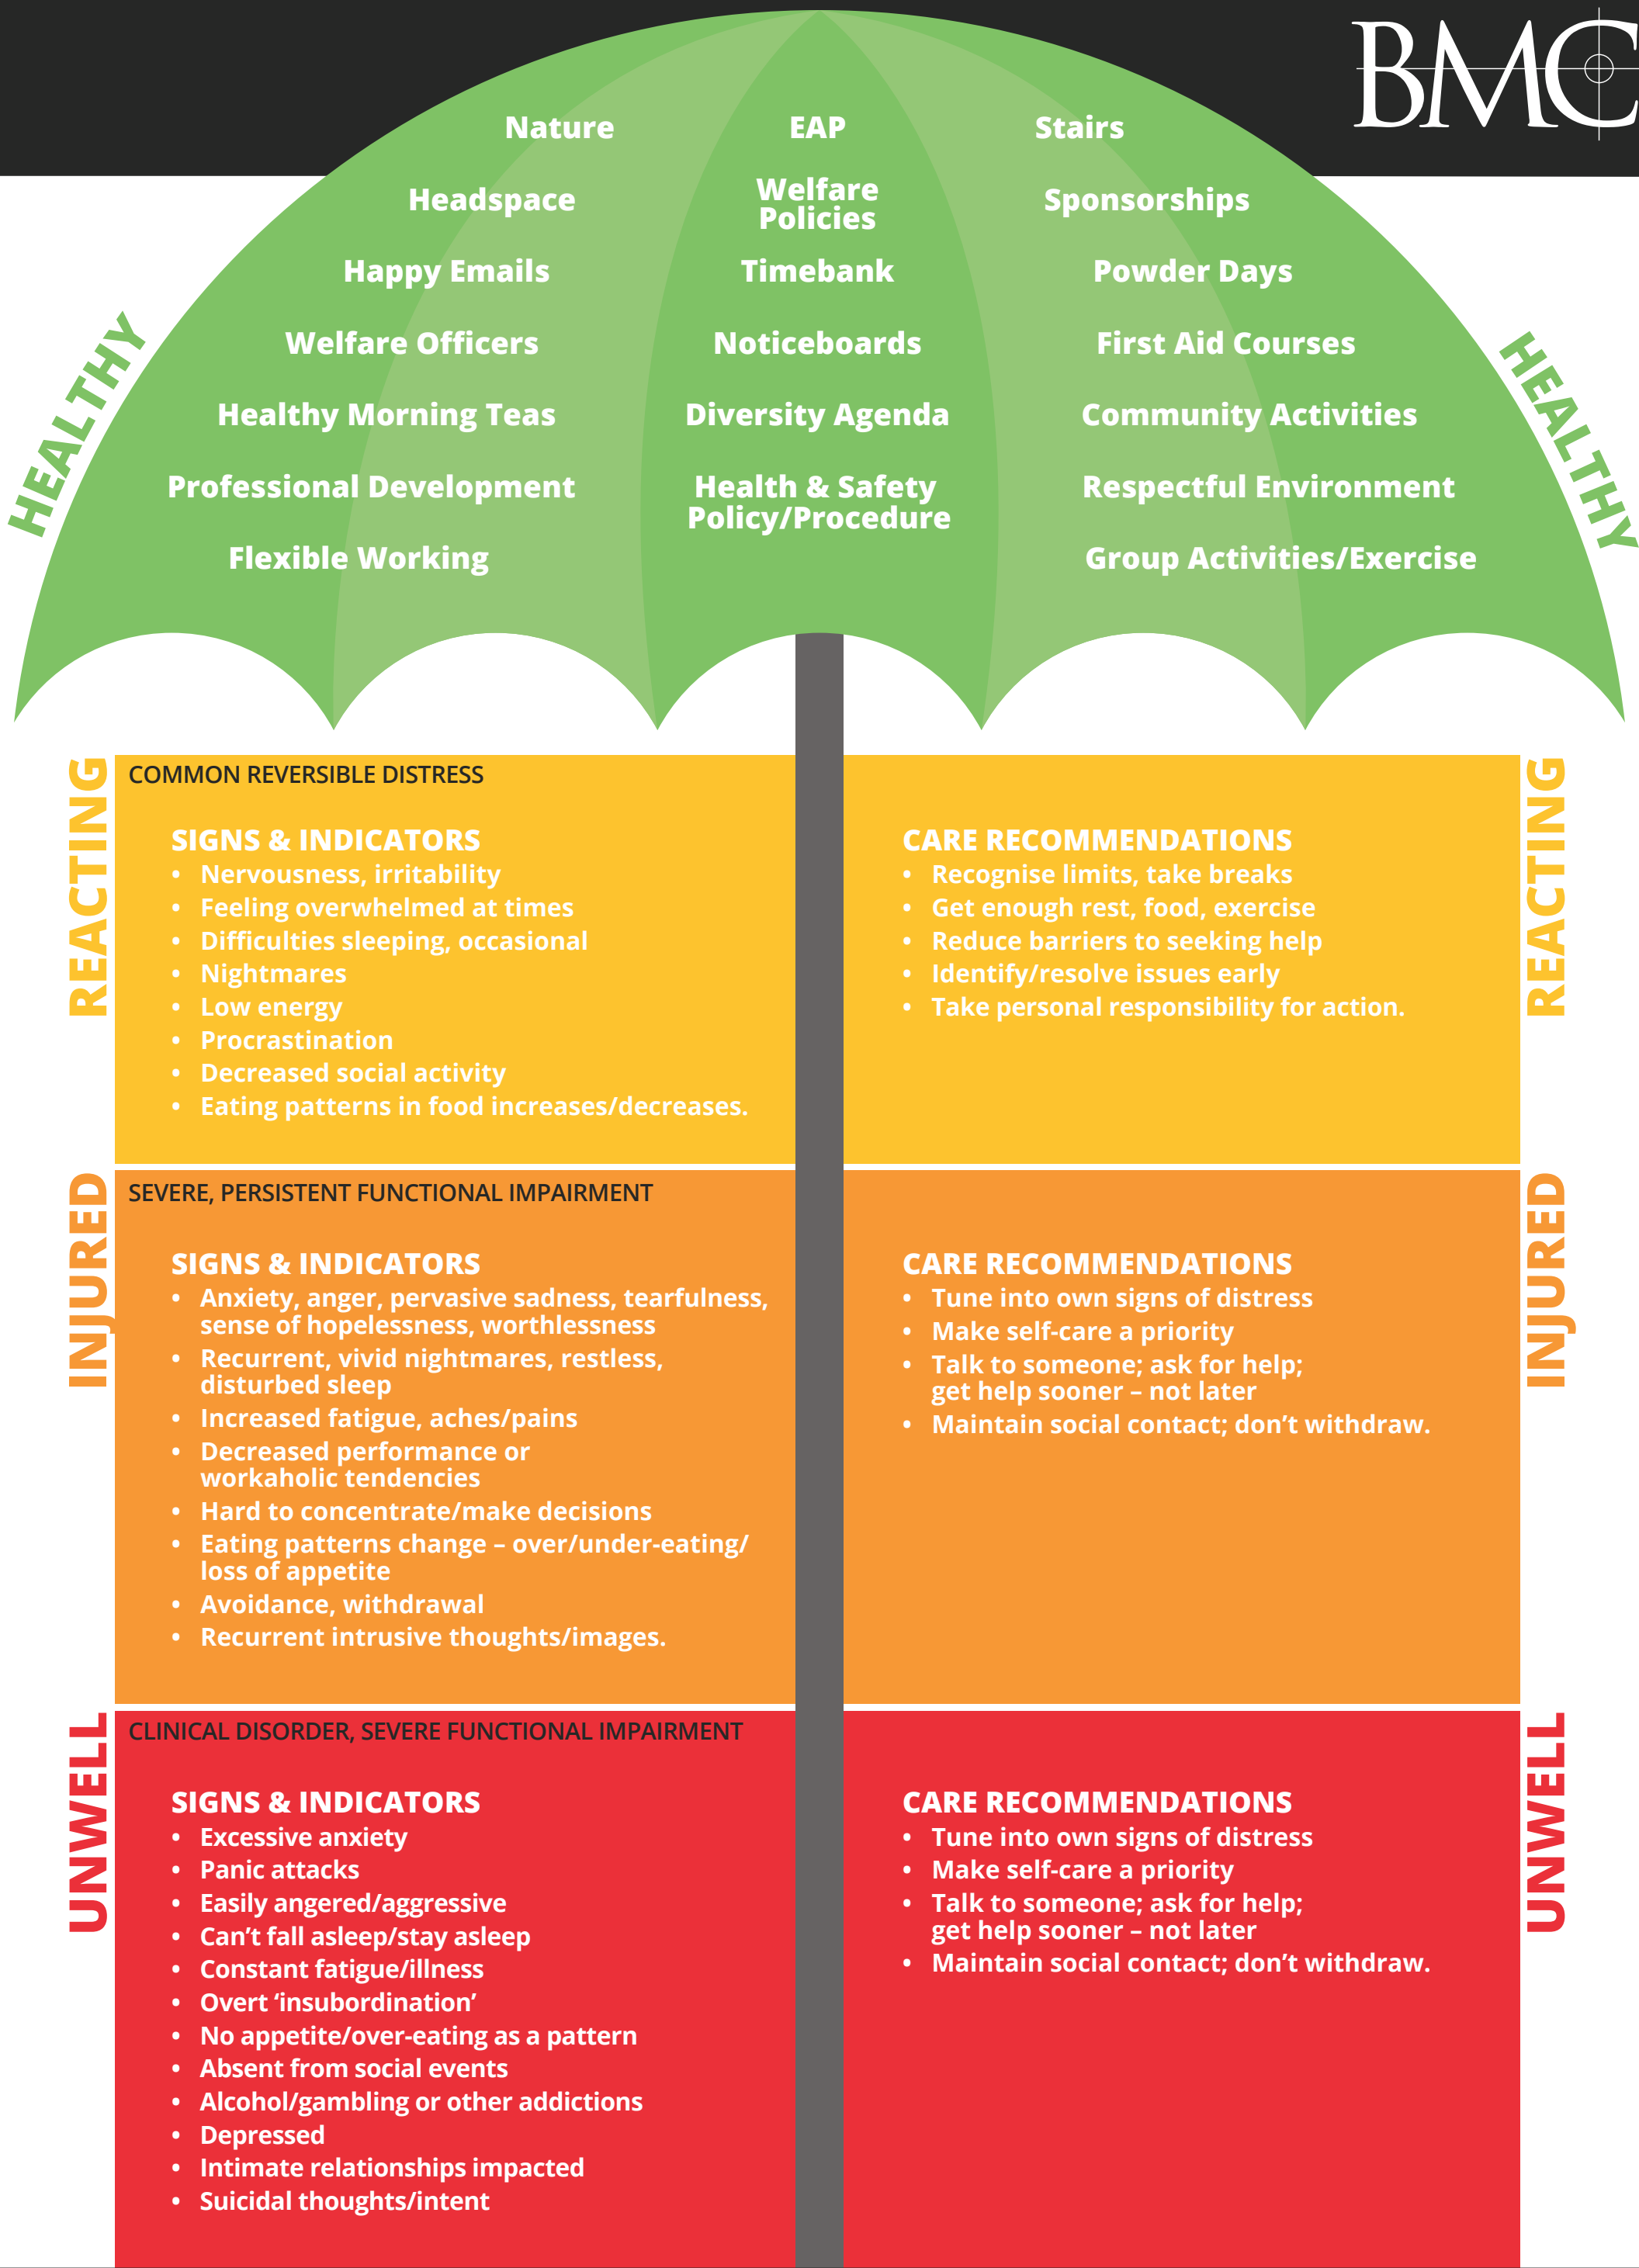 BMC
Nature
EAP
Stairs
Headspace
Welfare
Policies
Sponsorships
Happy Emails
Timebank
Powder Days
Welfare Officers
Noticeboards
First Aid Courses
Healthy Morning Teas
Diversity Agenda
Community Activities
Professional Development
Health & Safety
Policy/Procedure
Respectful Environment
Flexible Working
Group Activities/Exercise
HEALTHY
HEALTHY
REACTING
COMMON REVERSIBLE DISTRESS
SIGNS & INDICATORS
• Nervousness, irritability
• Feeling overwhelmed at times
• Difficulties sleeping, occasional
• Nightmares
• Low energy
• Procrastination
• Decreased social activity
• Eating patterns in food increases/decreases.
CARE RECOMMENDATIONS
• Recognise limits, take breaks
• Get enough rest, food, exercise
• Reduce barriers to seeking help
• Identify/resolve issues early
• Take personal responsibility for action.
REACTING
INJURED
SEVERE, PERSISTENT FUNCTIONAL IMPAIRMENT
SIGNS & INDICATORS
• Anxiety, anger, pervasive sadness, tearfulness,
sense of hopelessness, worthlessness
• Recurrent, vivid nightmares, restless,
disturbed sleep
• Increased fatigue, aches/pains
• Decreased performance or
workaholic tendencies
• Hard to concentrate/make decisions
• Eating patterns change – over/under-eating/
loss of appetite
• Avoidance, withdrawal
• Recurrent intrusive thoughts/images.
CARE RECOMMENDATIONS
• Tune into own signs of distress
• Make self-care a priority
• Talk to someone; ask for help;
get help sooner – not later
• Maintain social contact; don’t withdraw.
INJURED
UNWELL
CLINICAL DISORDER, SEVERE FUNCTIONAL IMPAIRMENT
SIGNS & INDICATORS
• Excessive anxiety
• Panic attacks
• Easily angered/aggressive
• Can’t fall asleep/stay asleep
• Constant fatigue/illness
• Overt ‘insubordination’
• No appetite/over-eating as a pattern
• Absent from social events
• Alcohol/gambling or other addictions
• Depressed
• Intimate relationships impacted
• Suicidal thoughts/intent
CARE RECOMMENDATIONS
• Tune into own signs of distress
• Make self-care a priority
• Talk to someone; ask for help;
get help sooner – not later
• Maintain social contact; don’t withdraw.
UNWELL